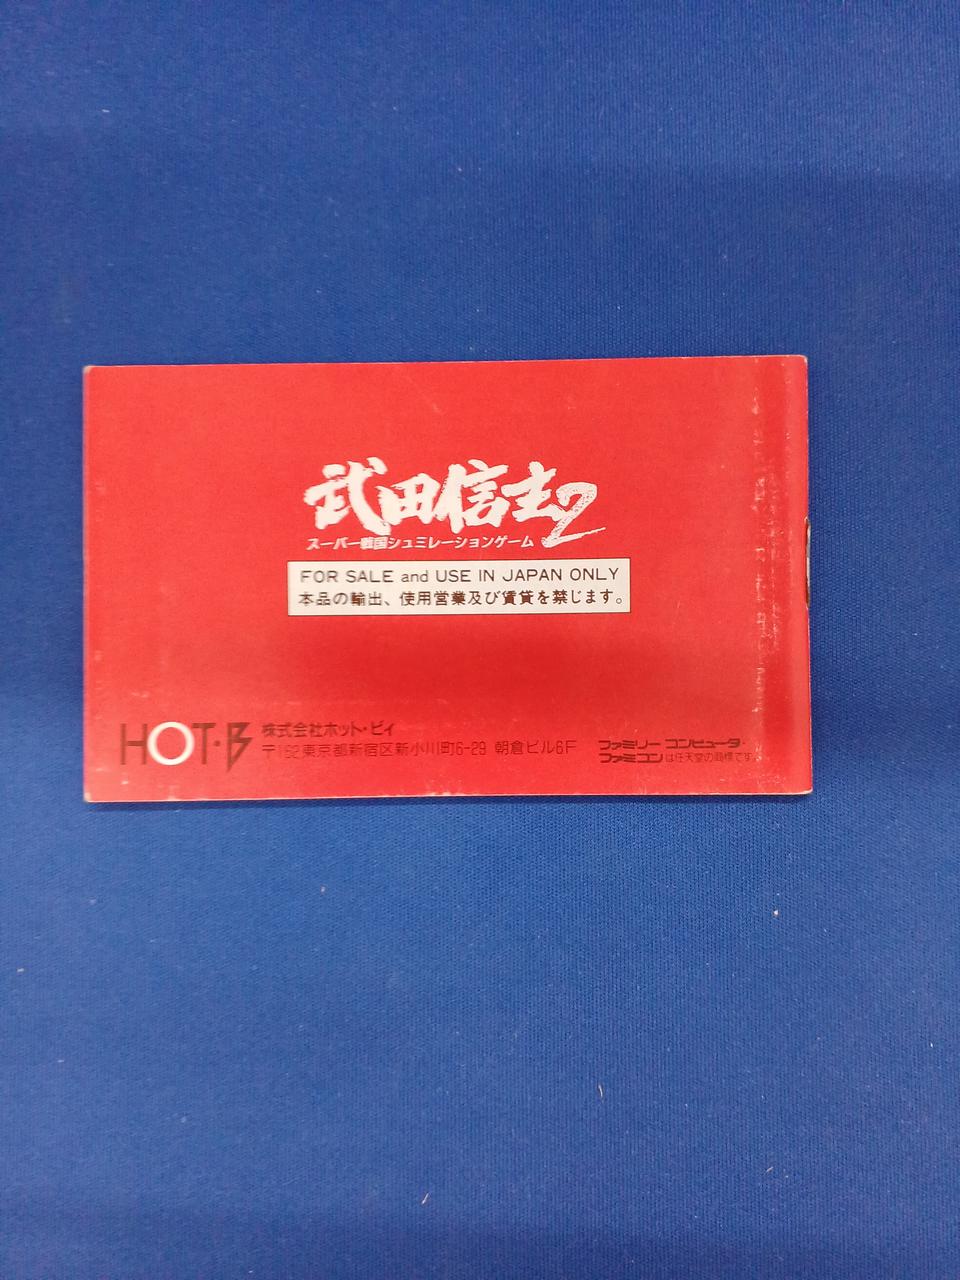 武田信玄2
スーパー戦国シュミレーションゲーム
FOR SALE and USE IN JAPAN ONLY
本品の輸出、使用営業及び賃貸を禁じます。
HOT・B
株式会社ホット・ビィ
〒162東京都新宿区新小川町6-29 朝倉ビル6F
ファミリー コンピュータ・
ファミコンは任天堂の商標です。